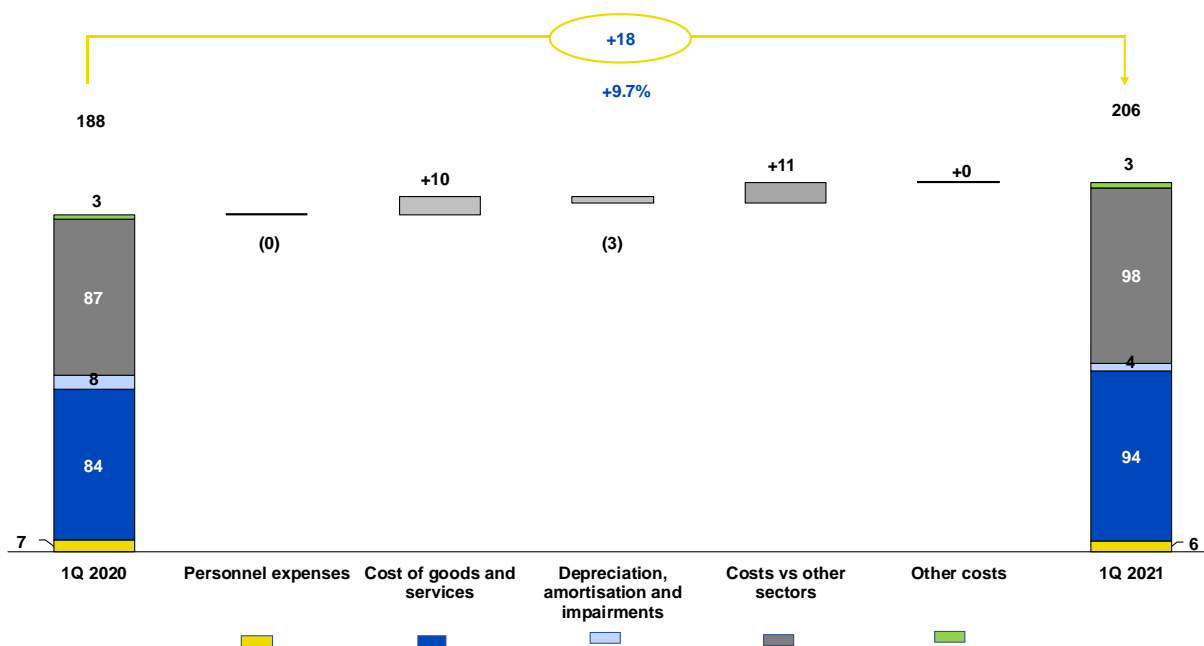 +18
+9.7%
188
206
3
+10
+11
+0
3
(0)
(3)
87
98
8
4
84
94
7
6
1Q 2020
Personnel expenses
Cost of goods and
services
Depreciation,
amortisation and
impairments
Costs vs other
sectors
Other costs
1Q 2021